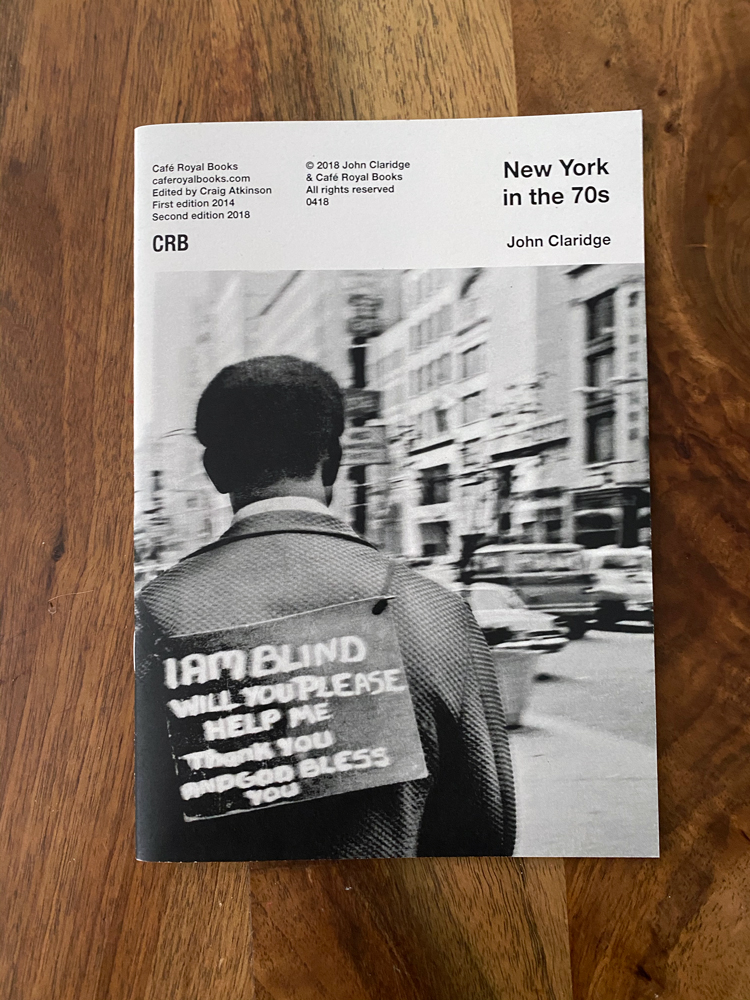 Café Royal Books
caferoyalbooks.com
Edited by Craig Atkinson
First edition 2014
Second edition 2018
CRB
© 2018 John Claridge
& Café Royal Books
All rights reserved
0418
New York
in the 70s
John Claridge
I AM BLIND
WILL YOU PLEASE
HELP ME
ThanK YOU
AND GOD BLESS
YOU